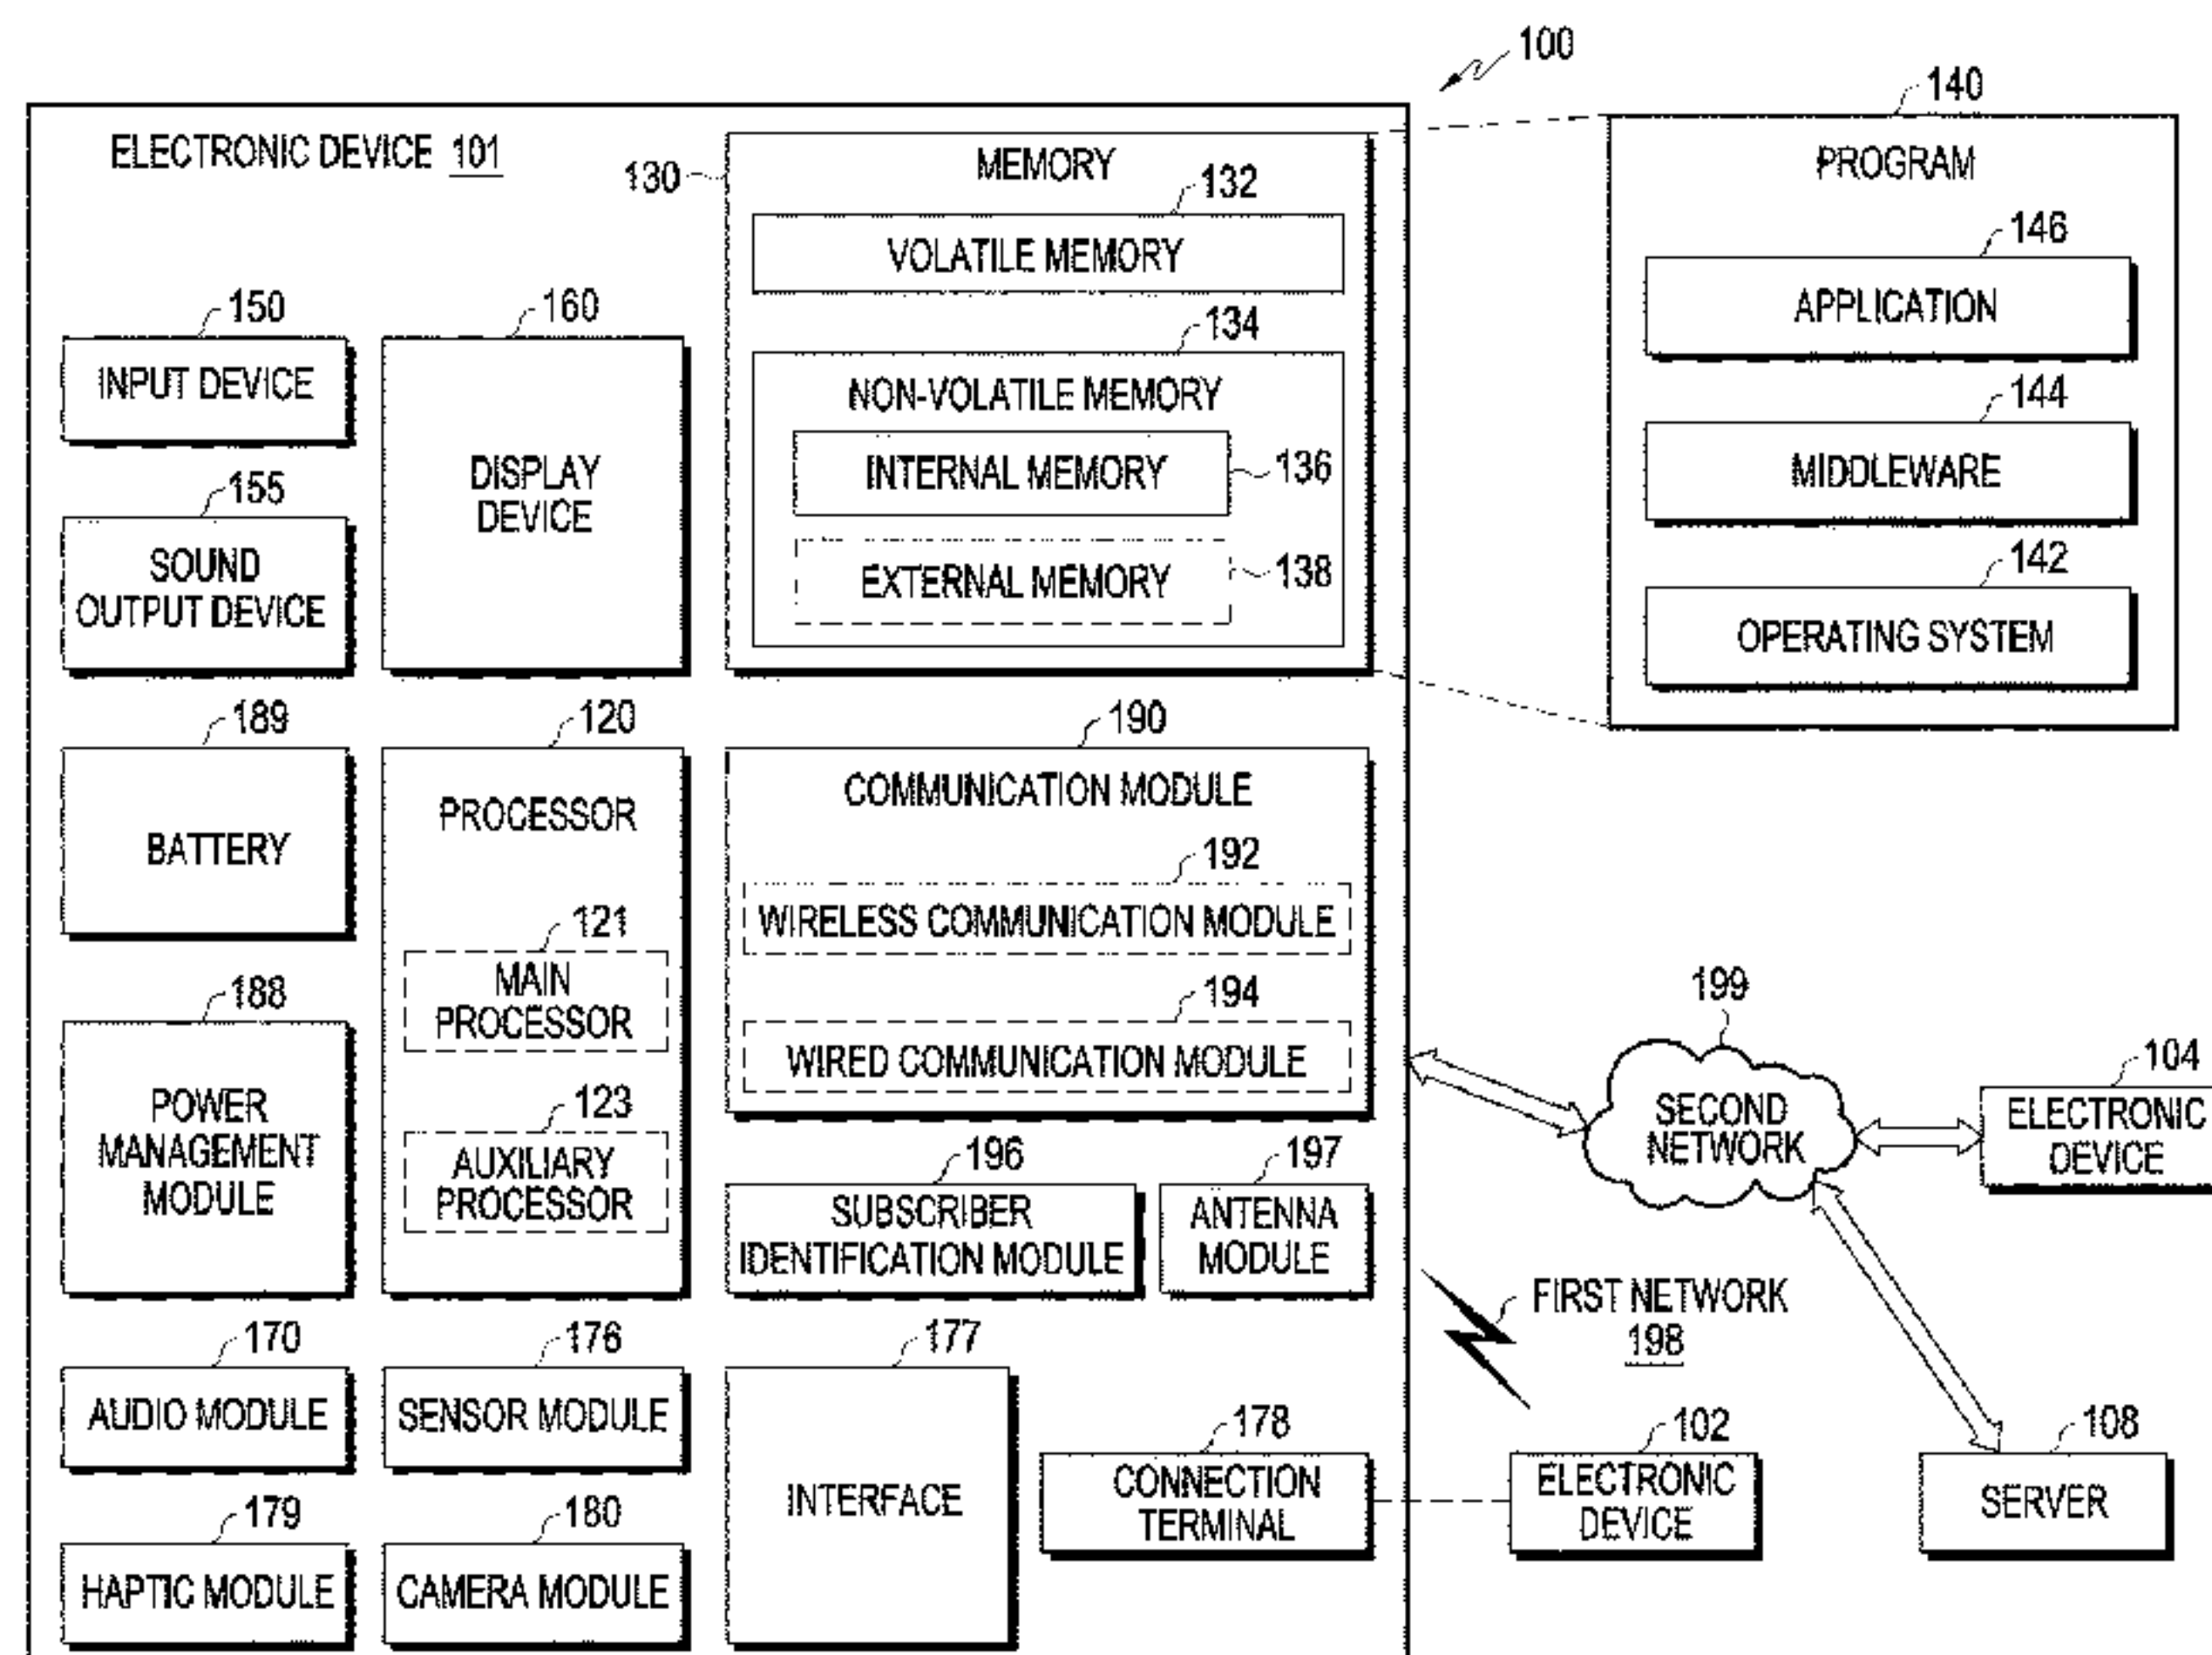 100
ELECTRONIC DEVICE 101
130
MEMORY
132
VOLATILE MEMORY
134
NON-VOLATILE MEMORY
INTERNAL MEMORY
136
EXTERNAL MEMORY
138
140
PROGRAM
146
APPLICATION
144
MIDDLEWARE
142
OPERATING SYSTEM
150
INPUT DEVICE
155
SOUND
OUTPUT DEVICE
160
DISPLAY
DEVICE
189
BATTERY
188
POWER
MANAGEMENT
MODULE
120
PROCESSOR
121
MAIN
PROCESSOR
123
AUXILIARY
PROCESSOR
190
COMMUNICATION MODULE
192
WIRELESS COMMUNICATION MODULE
194
WIRED COMMUNICATION MODULE
196
SUBSCRIBER
IDENTIFICATION MODULE
197
ANTENNA
MODULE
199
SECOND
NETWORK
104
ELECTRONIC
DEVICE
FIRST NETWORK
198
170
AUDIO MODULE
176
SENSOR MODULE
177
INTERFACE
178
CONNECTION
TERMINAL
102
ELECTRONIC
DEVICE
108
SERVER
179
HAPTIC MODULE
180
CAMERA MODULE